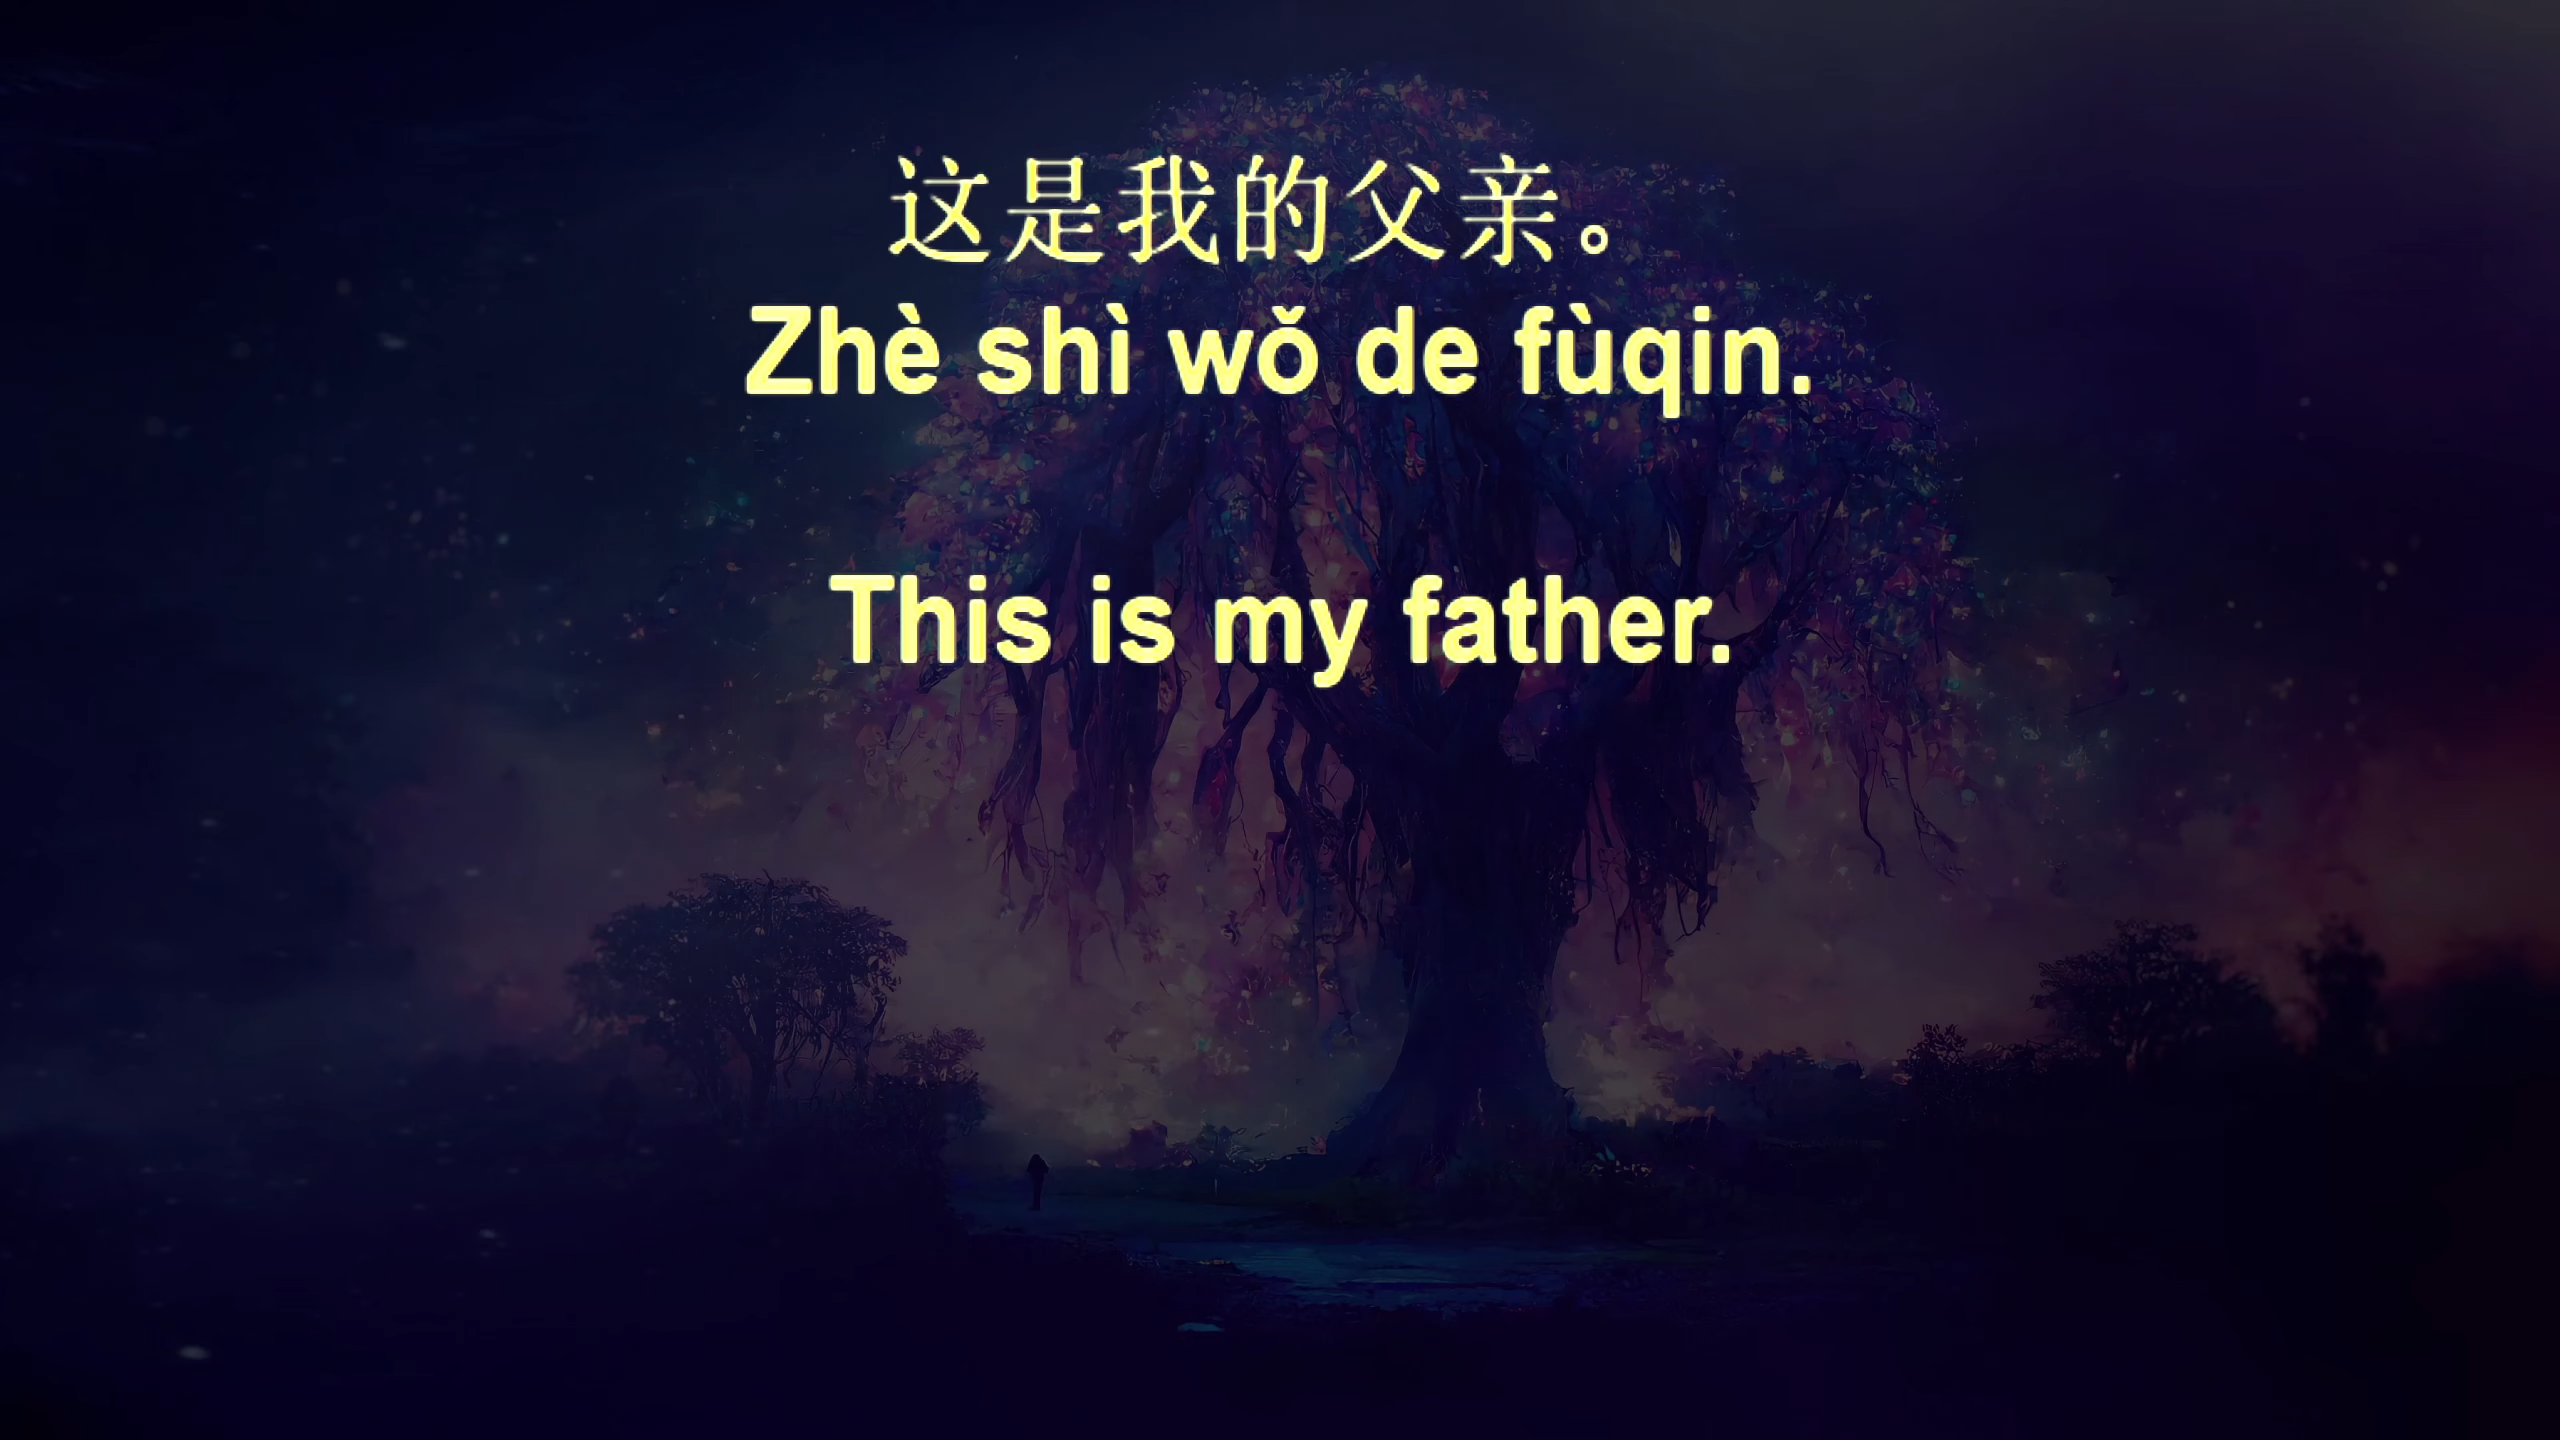 这是我的父亲。
Zhè shì wǒ de fùqin.
This is my father.